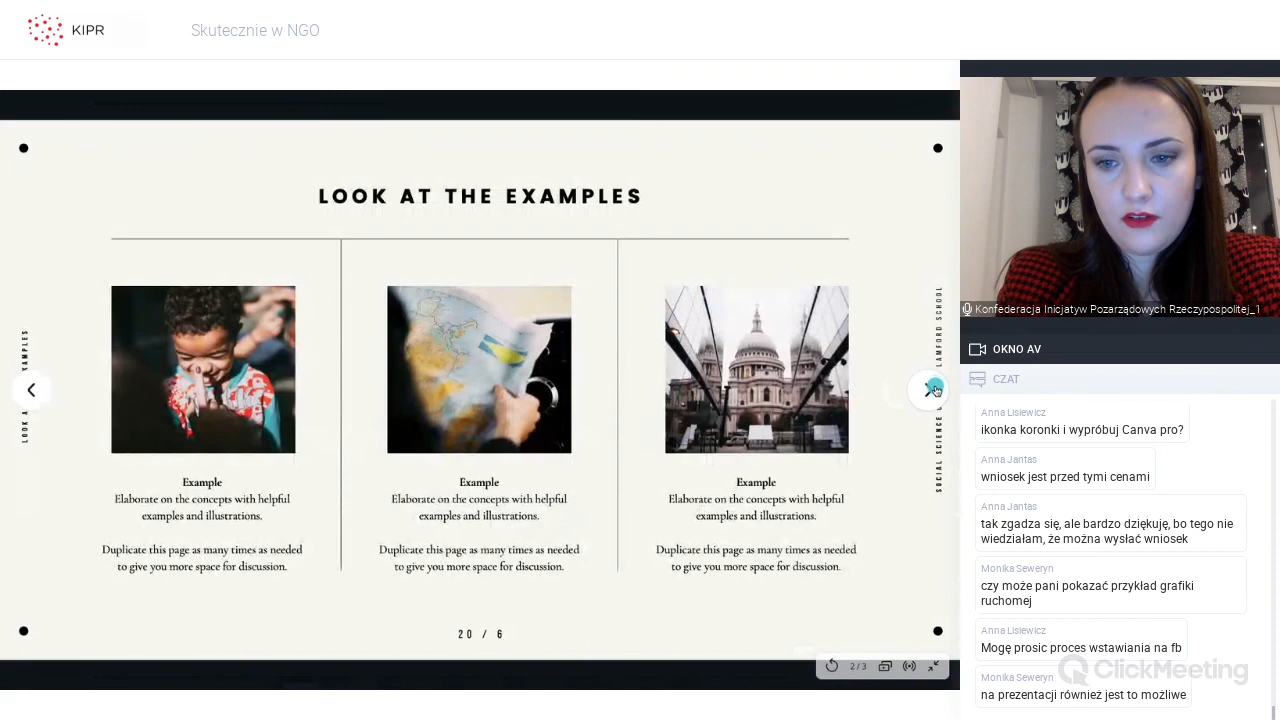 KIPR
Skutecznie w NGO
LOOK AT THE EXAMPLES
Example
Elaborate on the concepts with helpful
examples and illustrations.
Duplicate this page as many times as needed
to give you more space for discussion.
Example
Elaborate on the concepts with helpful
examples and illustrations.
Duplicate this page as many times as needed
to give you more space for discussion.
Example
Elaborate on the concepts with helpful
examples and illustrations.
Duplicate this page as many times as needed
to give you more space for discussion.
LOOK
EXAMPLES
SOCIAL SCIENCE
LAMFORD SCHOOL
20 / 6
2/3
Konfederacja Inicjatyw Pozarządowych Rzeczypospolitej_1
OKNO AV
CZAT
Anna Lisiewicz
ikonka koronki i wypróbuj Canva pro?
Anna Jantas
wniosek jest przed tymi cenami
Anna Jantas
tak zgadza się, ale bardzo dziękuję, bo tego nie
wiedziałam, że można wysłać wniosek
Monika Seweryn
czy może pani pokazać przykład grafiki
ruchomej
Anna Lisiewicz
Mogę prosic proces wstawiania na fb
Monika Seweryn
na prezentacji również jest to możliwe
ClickMeeting